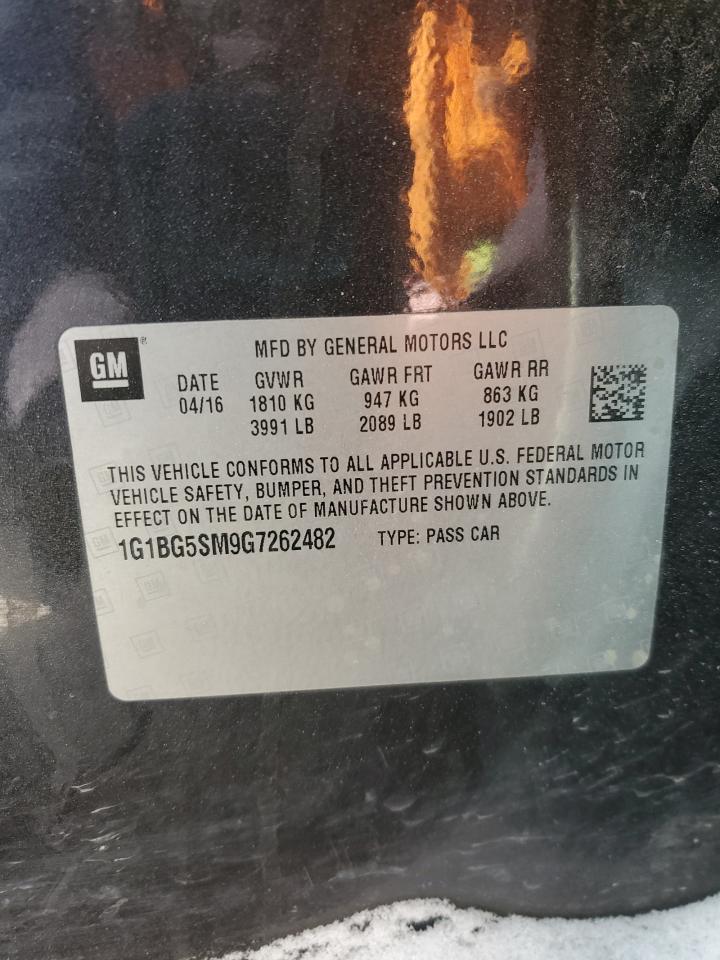 GM®
MFD BY GENERAL MOTORS LLC
DATE GVWR GAWR FRT GAWR RR
04/16 1810 KG 947 KG 863 KG
3991 LB 2089 LB 1902 LB
THIS VEHICLE CONFORMS TO ALL APPLICABLE U.S. FEDERAL MOTOR
VEHICLE SAFETY, BUMPER, AND THEFT PREVENTION STANDARDS IN
EFFECT ON THE DATE OF MANUFACTURE SHOWN ABOVE.
1G1BG5SM9G7262482 TYPE: PASS CAR